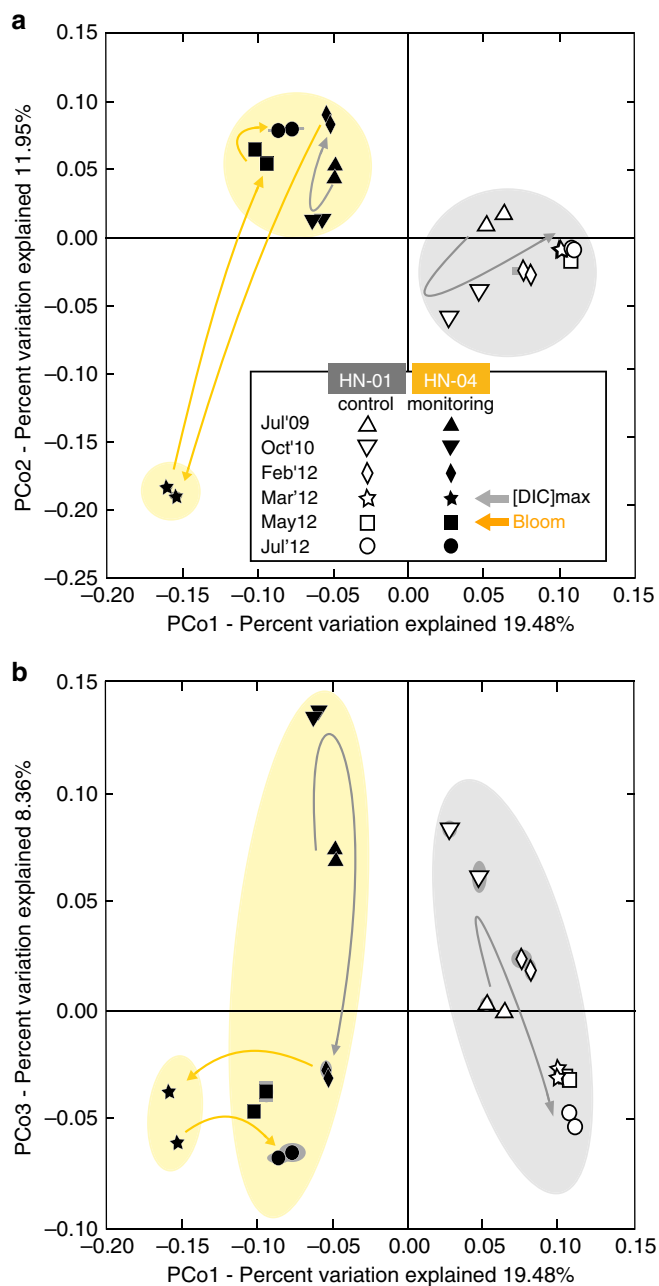 a
PCo2 - Percent variation explained 11.95%
0.15
0.10
0.05
0.00
−0.05
−0.10
−0.15
−0.20
−0.25
HN-01 HN-04
control monitoring
Jul'09
Oct'10
Feb'12
Mar'12 [DIC]max
May12 Bloom
Jul'12
−0.20 −0.15 −0.10 −0.05 0.00 0.05 0.10 0.15
PCo1 - Percent variation explained 19.48%
b
PCo3 - Percent variation explained 8.36%
0.15
0.10
0.05
0.00
−0.05
−0.10
−0.20 −0.15 −0.10 −0.05 0.00 0.05 0.10 0.15
PCo1 - Percent variation explained 19.48%